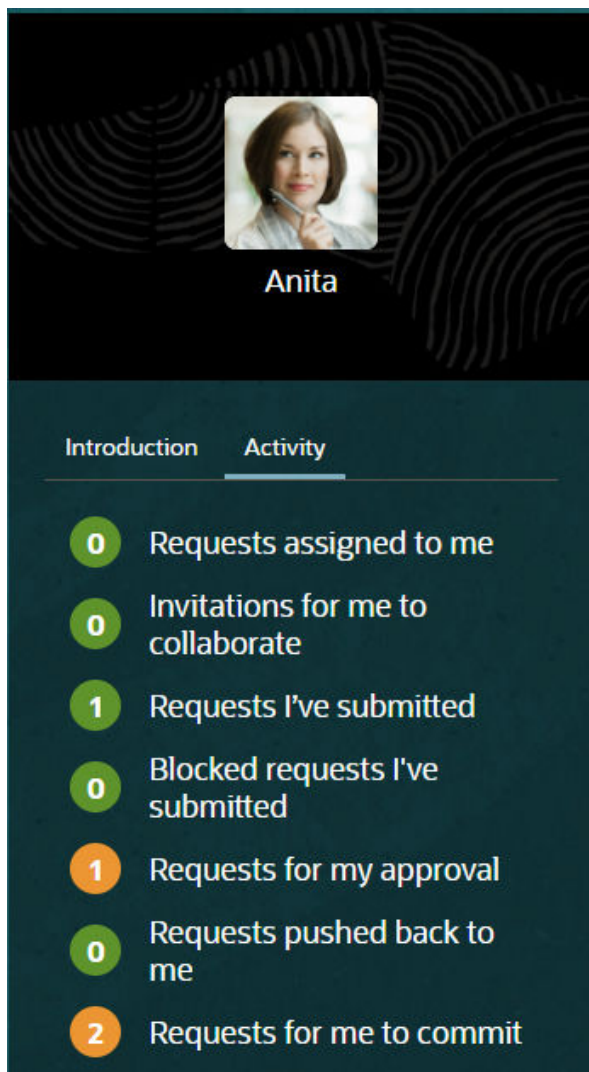 Anita
Introduction Activity
0 Requests assigned to me
0 Invitations for me to
collaborate
1 Requests I’ve submitted
0 Blocked requests I've
submitted
1 Requests for my approval
0 Requests pushed back to
me
2 Requests for me to commit